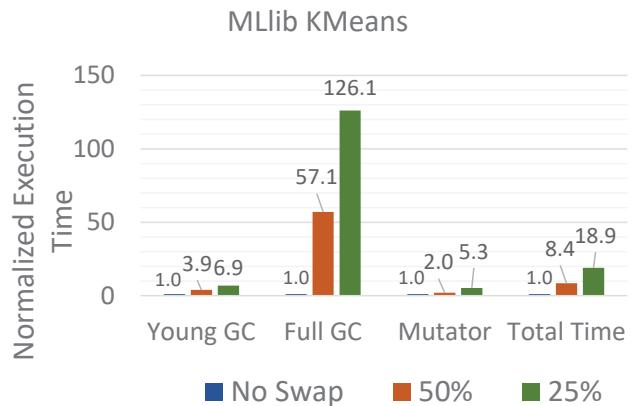 MLlib KMeans
Normalized Execution
Time
150
100
50
0
1.0 3.9 6.9
1.0 57.1 126.1
1.0 2.0 5.3
1.0 8.4 18.9
Young GC Full GC Mutator Total Time
No Swap 50% 25%